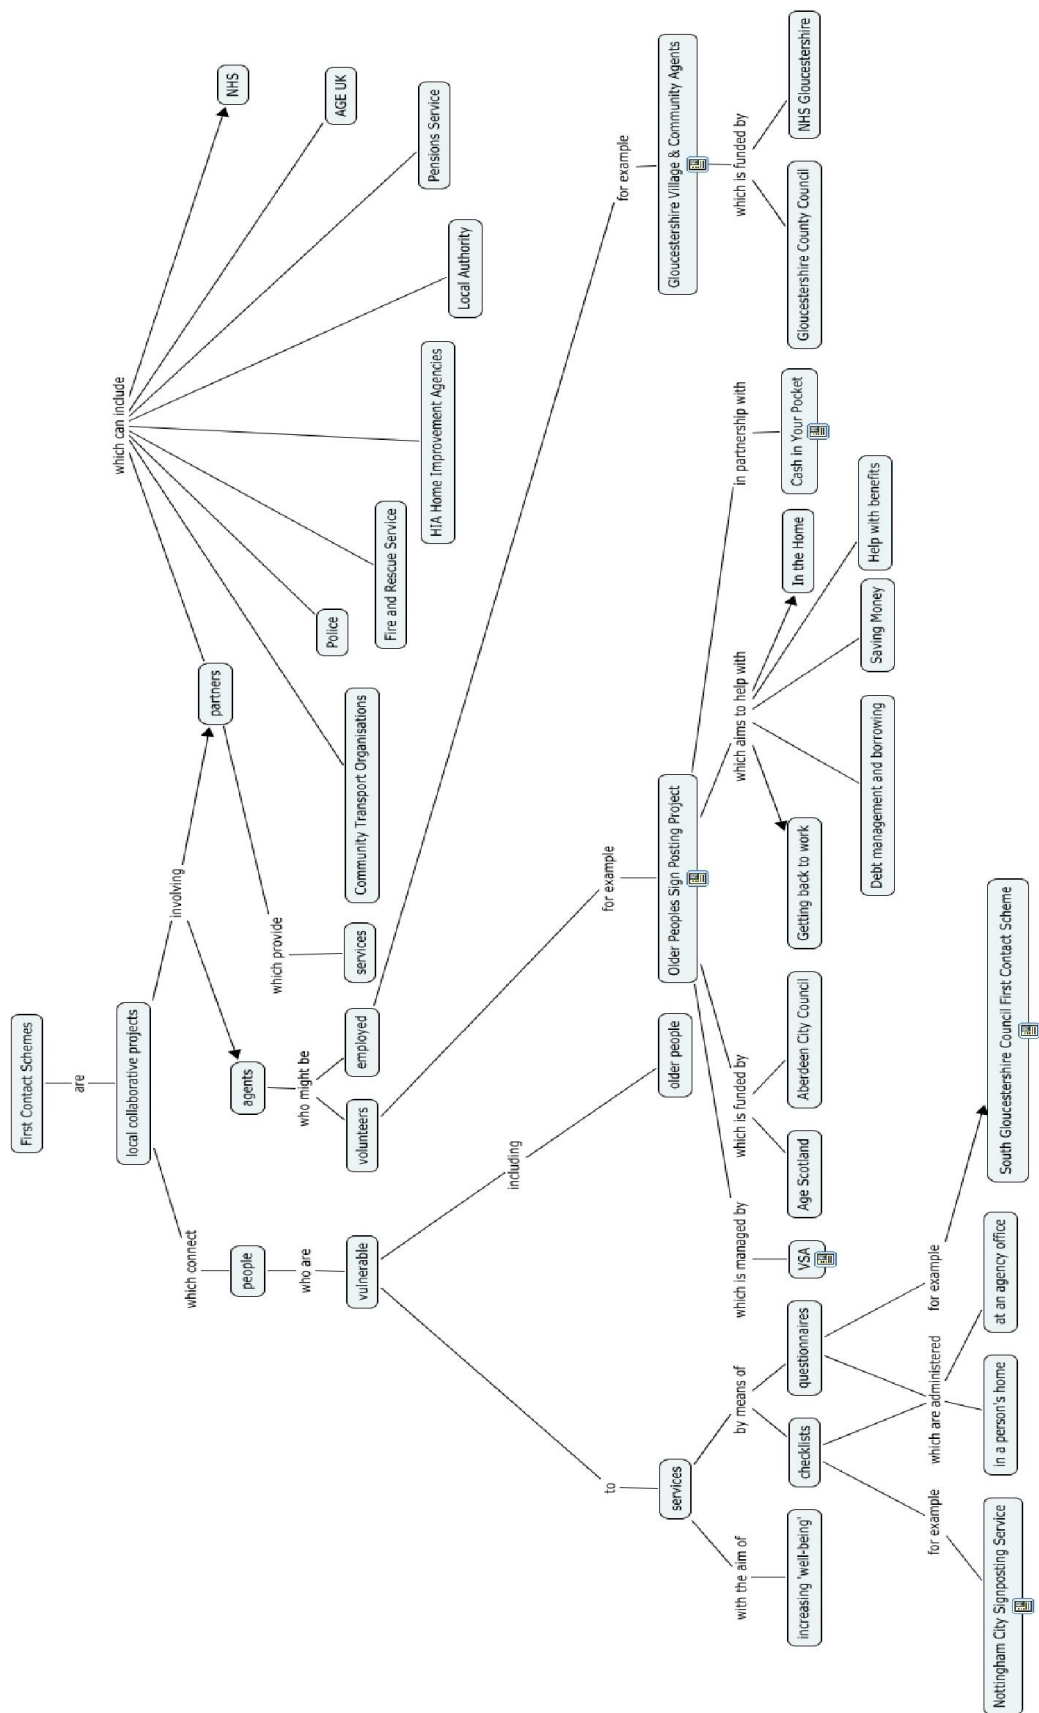 First Contact Schemes
are
local collaborative projects
which connect
involving
which can include
people
agents
partners
NHS
who are
who might be
which provide
AGE UK
vulnerable
volunteers
employed
services
Community Transport Organisations
Police
Fire and Rescue Service
HIA Home Improvement Agencies
Local Authority
Pensions Service
including
to
for example
for example
services
older people
Older Peoples Sign Posting Project
Gloucestershire Village & Community Agents
with the aim of
by means of
which is managed by
which is funded by
which aims to help with
in partnership with
which is funded by
increasing 'well-being'
checklists
questionnaires
VSA
Age Scotland
Aberdeen City Council
Getting back to work
In the Home
Cash in Your Pocket
Gloucestershire County Council
NHS Gloucestershire
Debt management and borrowing
Saving Money
Help with benefits
for example
which are administered
for example
Nottingham City Signposting Service
in a person's home
at an agency office
South Gloucestershire Council First Contact Scheme